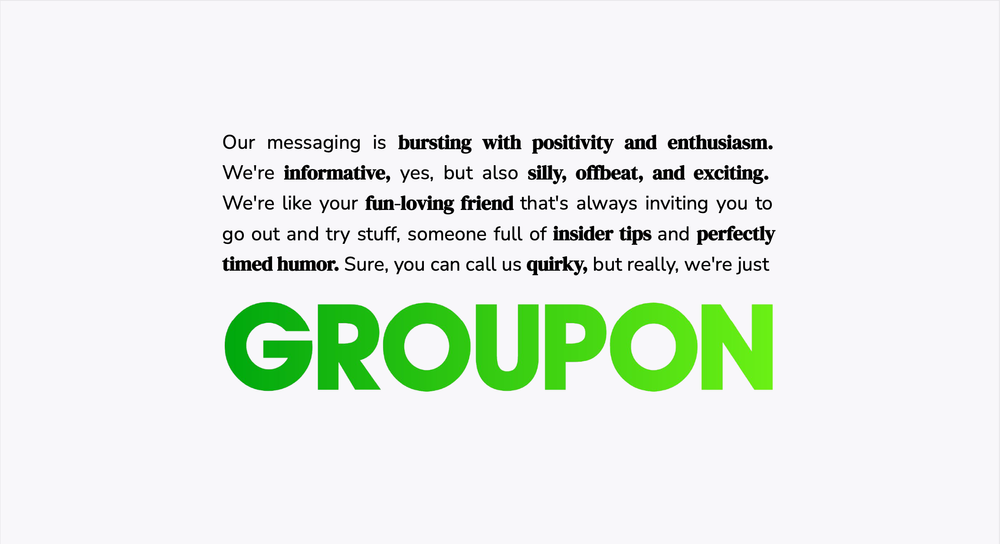 Our messaging is bursting with positivity and enthusiasm.
We're informative, yes, but also silly, offbeat, and exciting.
We're like your fun-loving friend that's always inviting you to
go out and try stuff, someone full of insider tips and perfectly
timed humor. Sure, you can call us quirky, but really, we're just
GROUPON